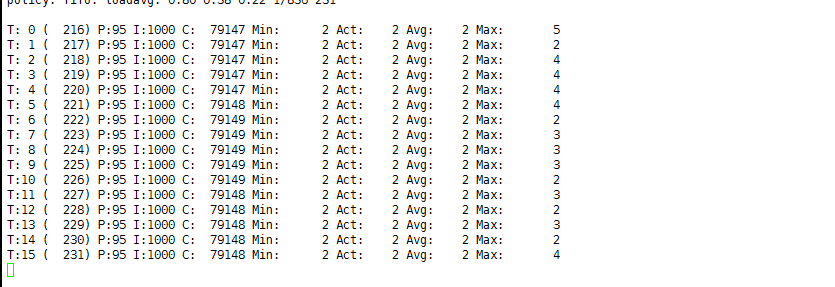 policy: fifo: loadavg: 0.80 0.38 0.22 1/830 231
T: 0 (  216) P:95 I:1000 C:  79147 Min:      2 Act:    2 Avg:    2 Max:       5
T: 1 (  217) P:95 I:1000 C:  79147 Min:      2 Act:    2 Avg:    2 Max:       2
T: 2 (  218) P:95 I:1000 C:  79147 Min:      2 Act:    2 Avg:    2 Max:       4
T: 3 (  219) P:95 I:1000 C:  79147 Min:      2 Act:    2 Avg:    2 Max:       4
T: 4 (  220) P:95 I:1000 C:  79147 Min:      2 Act:    2 Avg:    2 Max:       4
T: 5 (  221) P:95 I:1000 C:  79148 Min:      2 Act:    2 Avg:    2 Max:       4
T: 6 (  222) P:95 I:1000 C:  79149 Min:      2 Act:    2 Avg:    2 Max:       2
T: 7 (  223) P:95 I:1000 C:  79149 Min:      2 Act:    2 Avg:    2 Max:       3
T: 8 (  224) P:95 I:1000 C:  79149 Min:      2 Act:    2 Avg:    2 Max:       3
T: 9 (  225) P:95 I:1000 C:  79149 Min:      2 Act:    2 Avg:    2 Max:       3
T:10 (  226) P:95 I:1000 C:  79149 Min:      2 Act:    2 Avg:    2 Max:       2
T:11 (  227) P:95 I:1000 C:  79148 Min:      2 Act:    2 Avg:    2 Max:       3
T:12 (  228) P:95 I:1000 C:  79148 Min:      2 Act:    2 Avg:    2 Max:       2
T:13 (  229) P:95 I:1000 C:  79148 Min:      2 Act:    2 Avg:    2 Max:       3
T:14 (  230) P:95 I:1000 C:  79148 Min:      2 Act:    2 Avg:    2 Max:       2
T:15 (  231) P:95 I:1000 C:  79148 Min:      2 Act:    2 Avg:    2 Max:       4